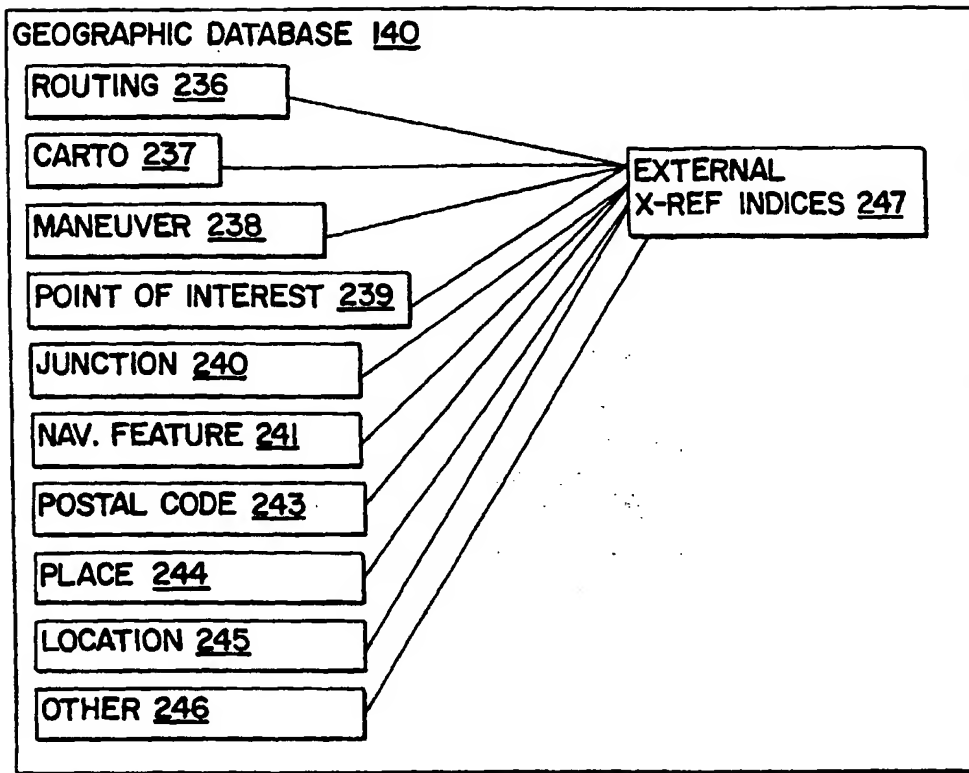 GEOGRAPHIC DATABASE 140
ROUTING 236
CARTO 237
MANEUVER 238
POINT OF INTEREST 239
JUNCTION 240
NAV. FEATURE 241
POSTAL CODE 243
PLACE 244
LOCATION 245
OTHER 246
EXTERNAL
X-REF INDICES 247